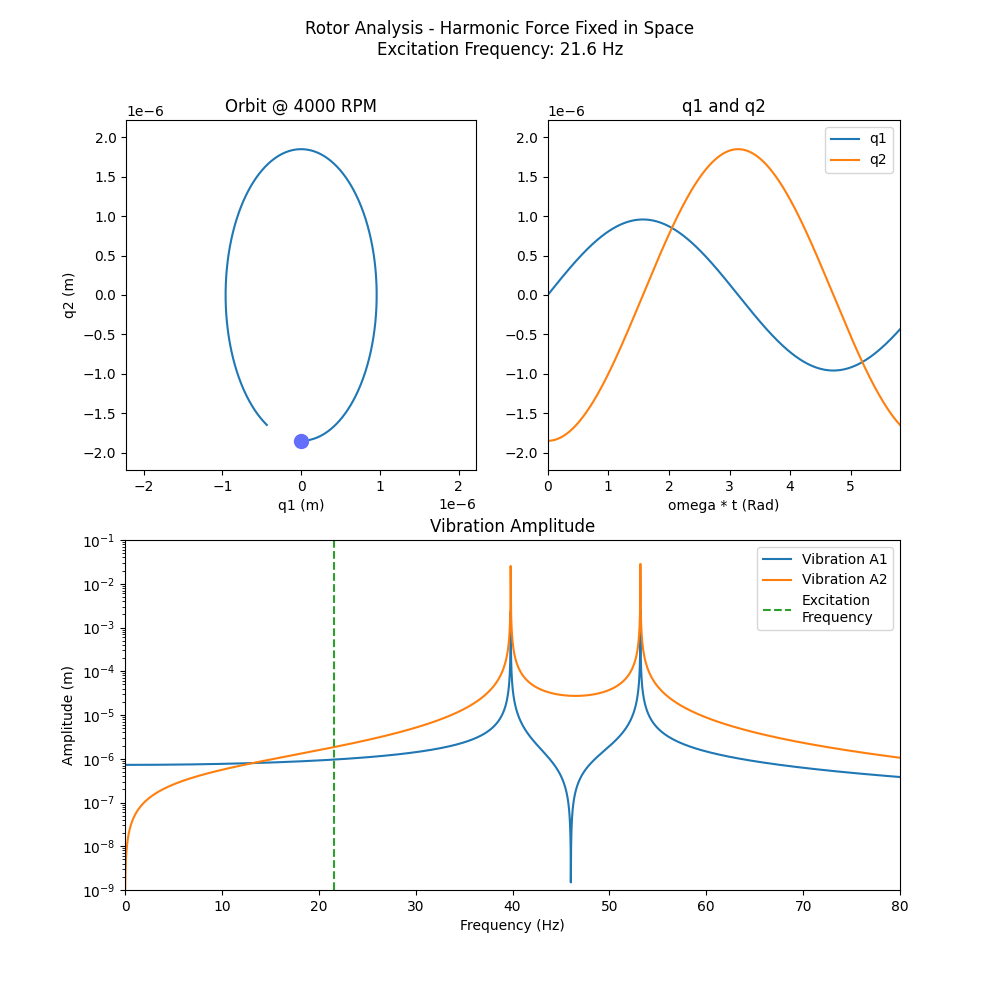 Rotor Analysis - Harmonic Force Fixed in Space
Excitation Frequency: 21.6 Hz
Orbit @ 4000 RPM
1e−6
2.0
1.5
1.0
0.5
0.0
−0.5
−1.0
−1.5
−2.0
q2 (m)
−2
−1
0
1
2
q1 (m)
1e−6
q1 and q2
1e−6
q1
q2
2.0
1.5
1.0
0.5
0.0
−0.5
−1.0
−1.5
−2.0
0
1
2
3
4
5
omega * t (Rad)
Vibration Amplitude
Vibration A1
Vibration A2
Excitation
Frequency
10⁻¹
10⁻²
10⁻³
10⁻⁴
10⁻⁵
10⁻⁶
10⁻⁷
10⁻⁸
10⁻⁹
Amplitude (m)
0
10
20
30
40
50
60
70
80
Frequency (Hz)